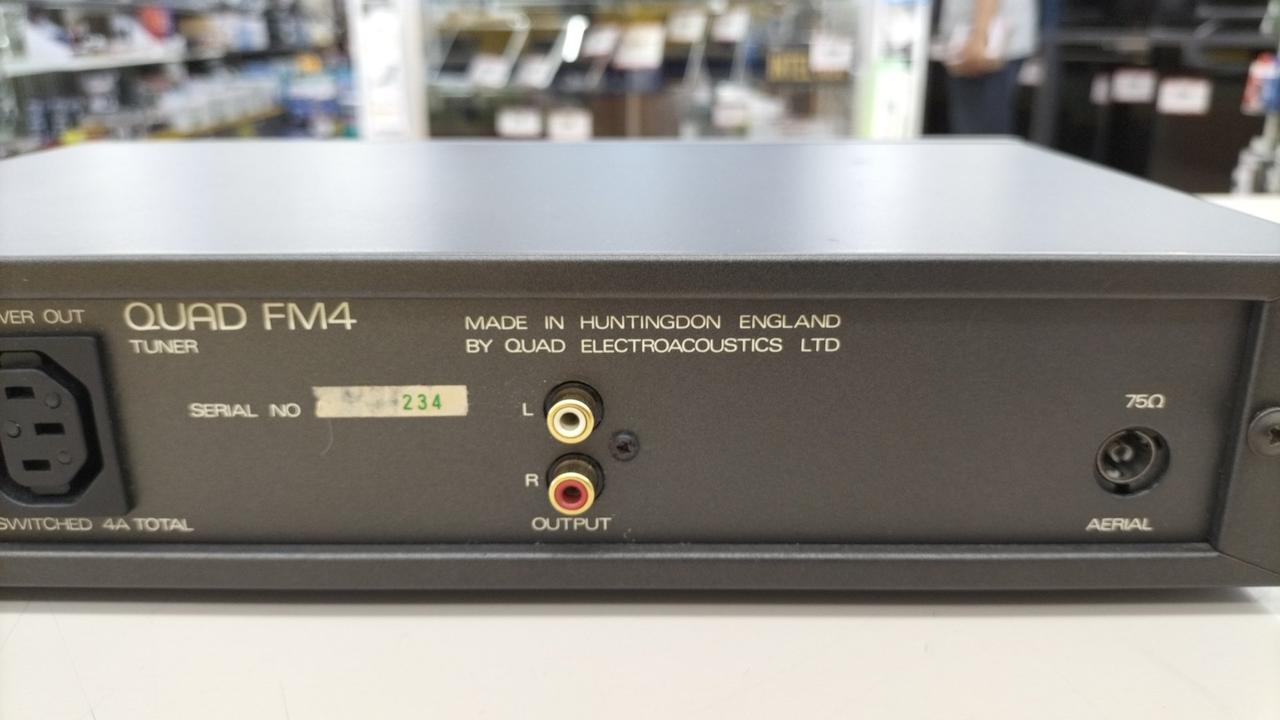 VER OUT
QUAD FM4
TUNER
MADE IN HUNTINGDON ENGLAND
BY QUAD ELECTROACOUSTICS LTD
SERIAL NO 234
L
R
OUTPUT
SWITCHED 4A TOTAL
75Ω
AERIAL